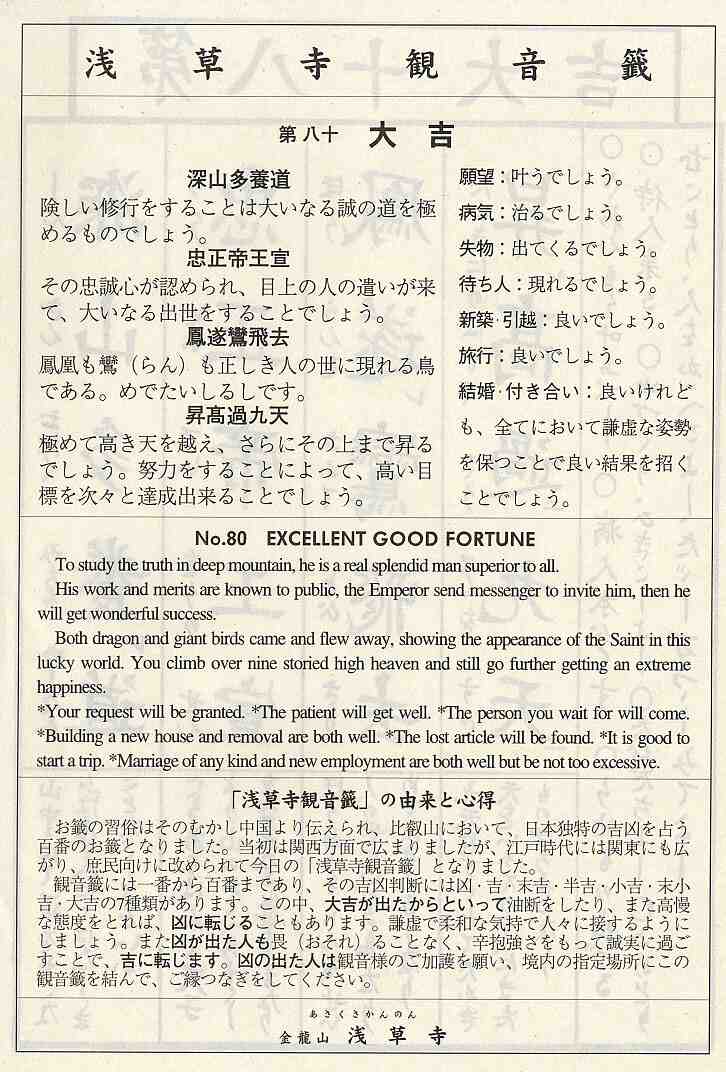 浅草寺観音籤
第八十 大吉
深山多養道
険しい修行をすることは大いなる誠の道を極
めるものでしょう。
忠正帝王宣
その忠誠心が認められ、目上の人の遣いが来
て、大いなる出世をすることでしょう。
鳳遂鸞飛去
鳳凰も鸞（らん）も正しき人の世に現れる鳥
である。めでたいしるしです。
昇髙過九天
極めて高き天を越え、さらにその上まで昇る
でしょう。努力をすることによって、高い目
標を次々と達成出来ることでしょう。
願望：叶うでしょう。
病気：治るでしょう。
失物：出てくるでしょう。
待ち人：現れるでしょう。
新築·引越：良いでしょう。
旅行：良いでしょう。
結婚·付き合い：良いけれど
も、全てにおいて謙虚な姿勢
を保つことで良い結果を招く
ことでしょう。
No.80 EXCELLENT GOOD FORTUNE
To study the truth in deep mountain, he is a real splendid man superior to all.
His work and merits are known to public, the Emperor send messenger to invite him, then he
will get wonderful success.
Both dragon and giant birds came and flew away, showing the appearance of the Saint in this
lucky world. You climb over nine storied high heaven and still go further getting an extreme
happiness.
*Your request will be granted. *The patient will get well. *The person you wait for will come.
*Building a new house and removal are both well. *The lost article will be found. *It is good to
start a trip. *Marriage of any kind and new employment are both well but be not too excessive.
「浅草寺観音籤」の由来と心得
お籤の習俗はそのむかし中国より伝えられ、比叡山において、日本独特の吉凶を占う
百番のお籤となりました。当初は関西方面で広まりましたが、江戸時代には関東にも広
がり、庶民向けに改められて今日の「浅草寺観音籤」となりました。
観音籤には一番から百番まであり、その吉凶判断には凶·吉·末吉·半吉·小吉·末小
吉·大吉の7種類があります。この中、大吉が出たからといって油断をしたり、また高慢
な態度をとれば、凶に転じることもあります。謙虚で柔和な気持で人々に接するように
しましょう。また凶が出た人も畏（おそれ）ることなく、辛抱強さをもって誠実に過ご
すことで、吉に転じます。凶の出た人は観音様のご加護を願い、境内の指定場所にこの
観音籤を結んで、ご縁つなぎをしてください。
あさくさかんのん
金龍山 浅草寺